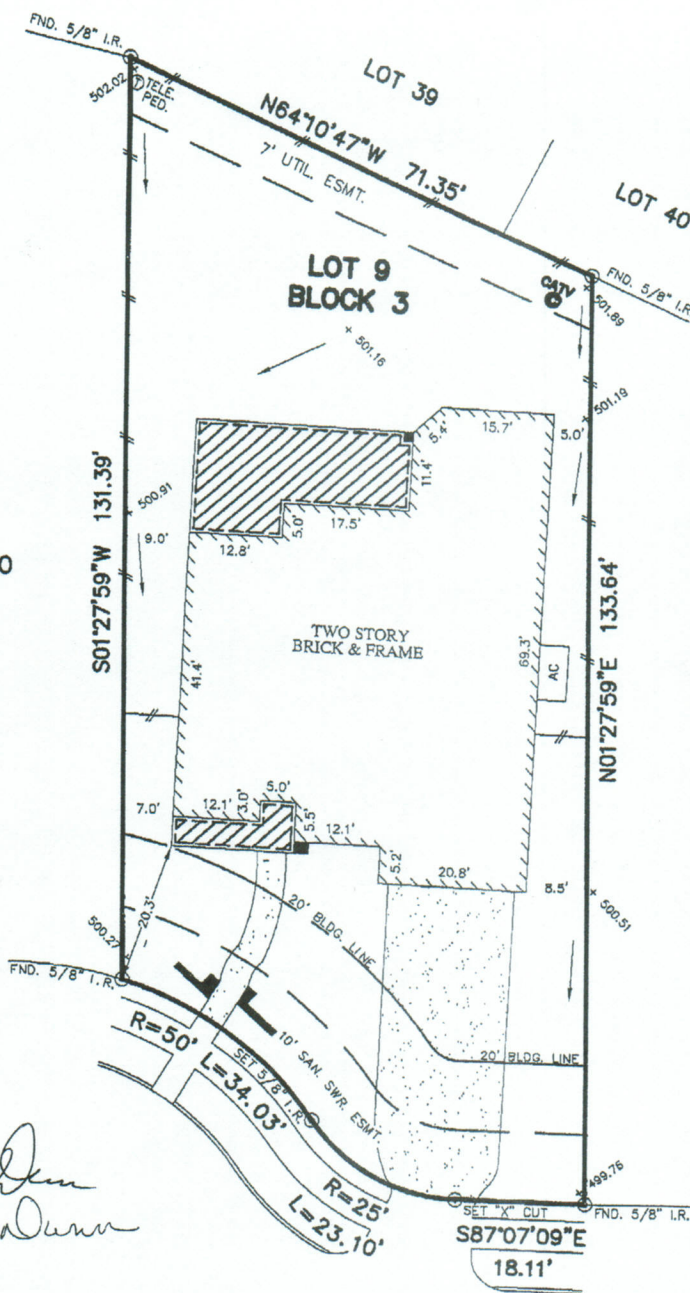 FND. 5/8" I.R.
LOT 39
502.02
T
TELE.
PED.
N64°10'47"W 71.35'
7' UTIL. ESMT.
LOT 40
LOT 9
BLOCK 3
CATV
FND. 5/8" I.R.
501.89
501.16
501.19
15.7'
5.4'
5.0'
11.4'
S01°27'59"W 131.39'
500.91
17.5'
5.0'
12.8'
9.0'
TWO STORY
BRICK & FRAME
69.3'
AC
N01°27'59"E 133.64'
41.4'
5.0'
12.1'
3.0'
7.0'
5.5'
12.1'
5.2'
20.8'
8.5'
20.3'
20' BLDG. LINE
500.51
500.27
FND. 5/8" I.R.
R=50'
L=34.03'
SET 5/8" I.R.
10' SAN. SWR. ESMT.
20' BLDG. LINE
R=25'
L=23.10'
499.76
SET "X" CUT
FND. 5/8" I.R.
S87°07'09"E
18.11'